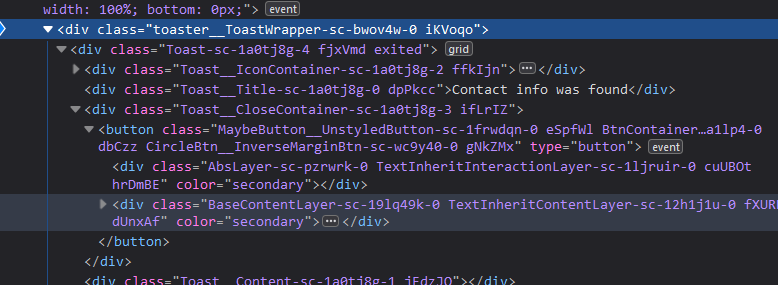 width: 100%; bottom: 0px;"> event
<div class="toaster__ToastWrapper-sc-bwov4w-0 iKVoqo">
<div class="Toast-sc-1a0tj8g-4 fjxVmd exited"> grid
<div class="Toast__IconContainer-sc-1a0tj8g-2 ffkIjn"> … </div>
<div class="Toast__Title-sc-1a0tj8g-0 dpPkcc">Contact info was found</div>
<div class="Toast__CloseContainer-sc-1a0tj8g-3 ifLrIZ">
<button class="MaybeButton__UnstyledButton-sc-1frwdqn-0 eSpfWl BtnContainer…a1lp4-0
dbCzz CircleBtn__InverseMarginBtn-sc-wc9y40-0 gNkZMx" type="button"> event
<div class="AbsLayer-sc-pzrwrk-0 TextInheritInteractionLayer-sc-1ljruir-0 cuUBOt
hrDmBE" color="secondary"></div>
<div class="BaseContentLayer-sc-19lq49k-0 TextInheritContentLayer-sc-12h1j1u-0
dUnxAf" color="secondary"> … </div>
</button>
</div>
<div class="Toast__Content-sc-1a0tj8g-1 jEdzJO"></div>